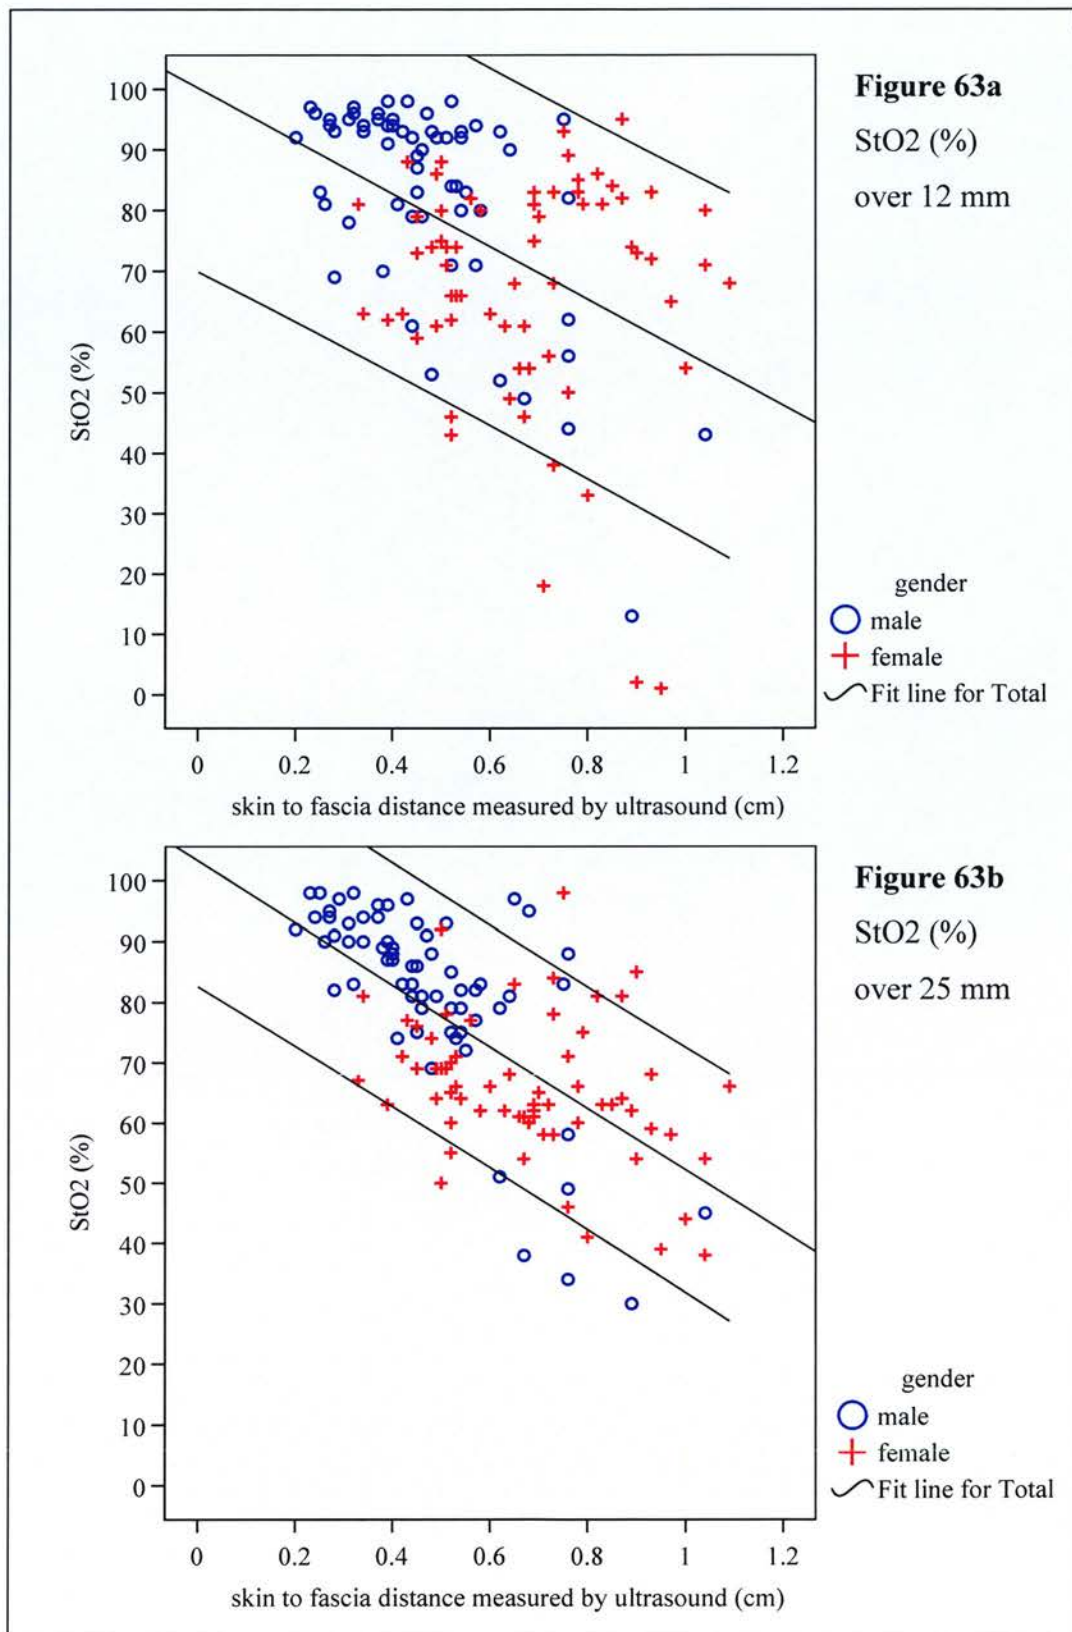 Figure 63a
StO2 (%)
over 12 mm
100
90
80
70
60
50
40
30
20
10
0
StO2 (%)
0
0.2
0.4
0.6
0.8
1
1.2
skin to fascia distance measured by ultrasound (cm)
gender
male
female
Fit line for Total
Figure 63b
StO2 (%)
over 25 mm
100
90
80
70
60
50
40
30
20
10
0
StO2 (%)
0
0.2
0.4
0.6
0.8
1
1.2
skin to fascia distance measured by ultrasound (cm)
gender
male
female
Fit line for Total